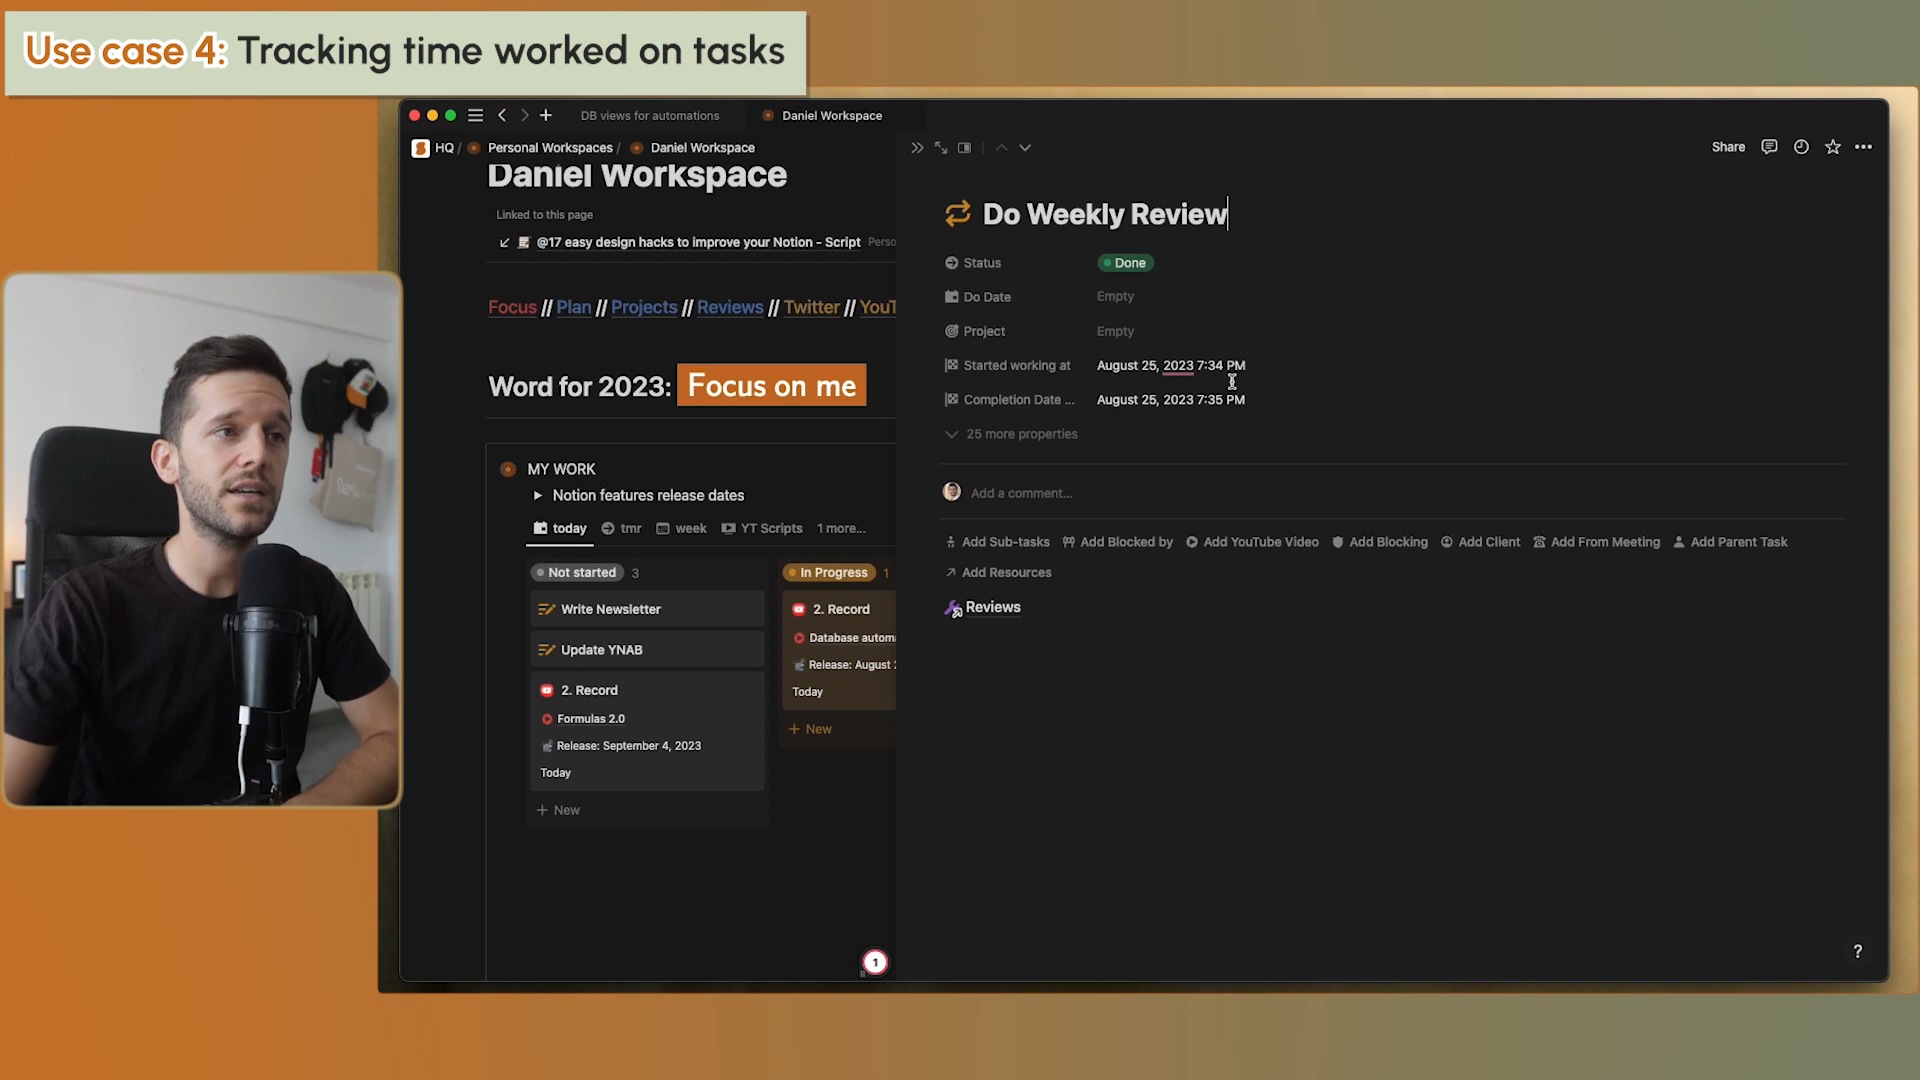 Use case 4: Tracking time worked on tasks
DB views for automations
Daniel Workspace
HQ / Personal Workspaces / Daniel Workspace
Share
Daniel Workspace
Linked to this page
@17 easy design hacks to improve your Notion - Script Perso
Focus // Plan // Projects // Reviews // Twitter // YouT
Word for 2023: Focus on me
MY WORK
Notion features release dates
today
tmr
week
YT Scripts
1 more...
Not started 3
Write Newsletter
Update YNAB
2. Record
Formulas 2.0
Release: September 4, 2023
Today
+ New
In Progress 1
2. Record
Database autom
Release: August
Today
+ New
1
Do Weekly Review
Status Done
Do Date Empty
Project Empty
Started working at August 25, 2023 7:34 PM
Completion Date ... August 25, 2023 7:35 PM
25 more properties
Add a comment...
Add Sub-tasks
Add Blocked by
Add YouTube Video
Add Blocking
Add Client
Add From Meeting
Add Parent Task
Add Resources
Reviews
?